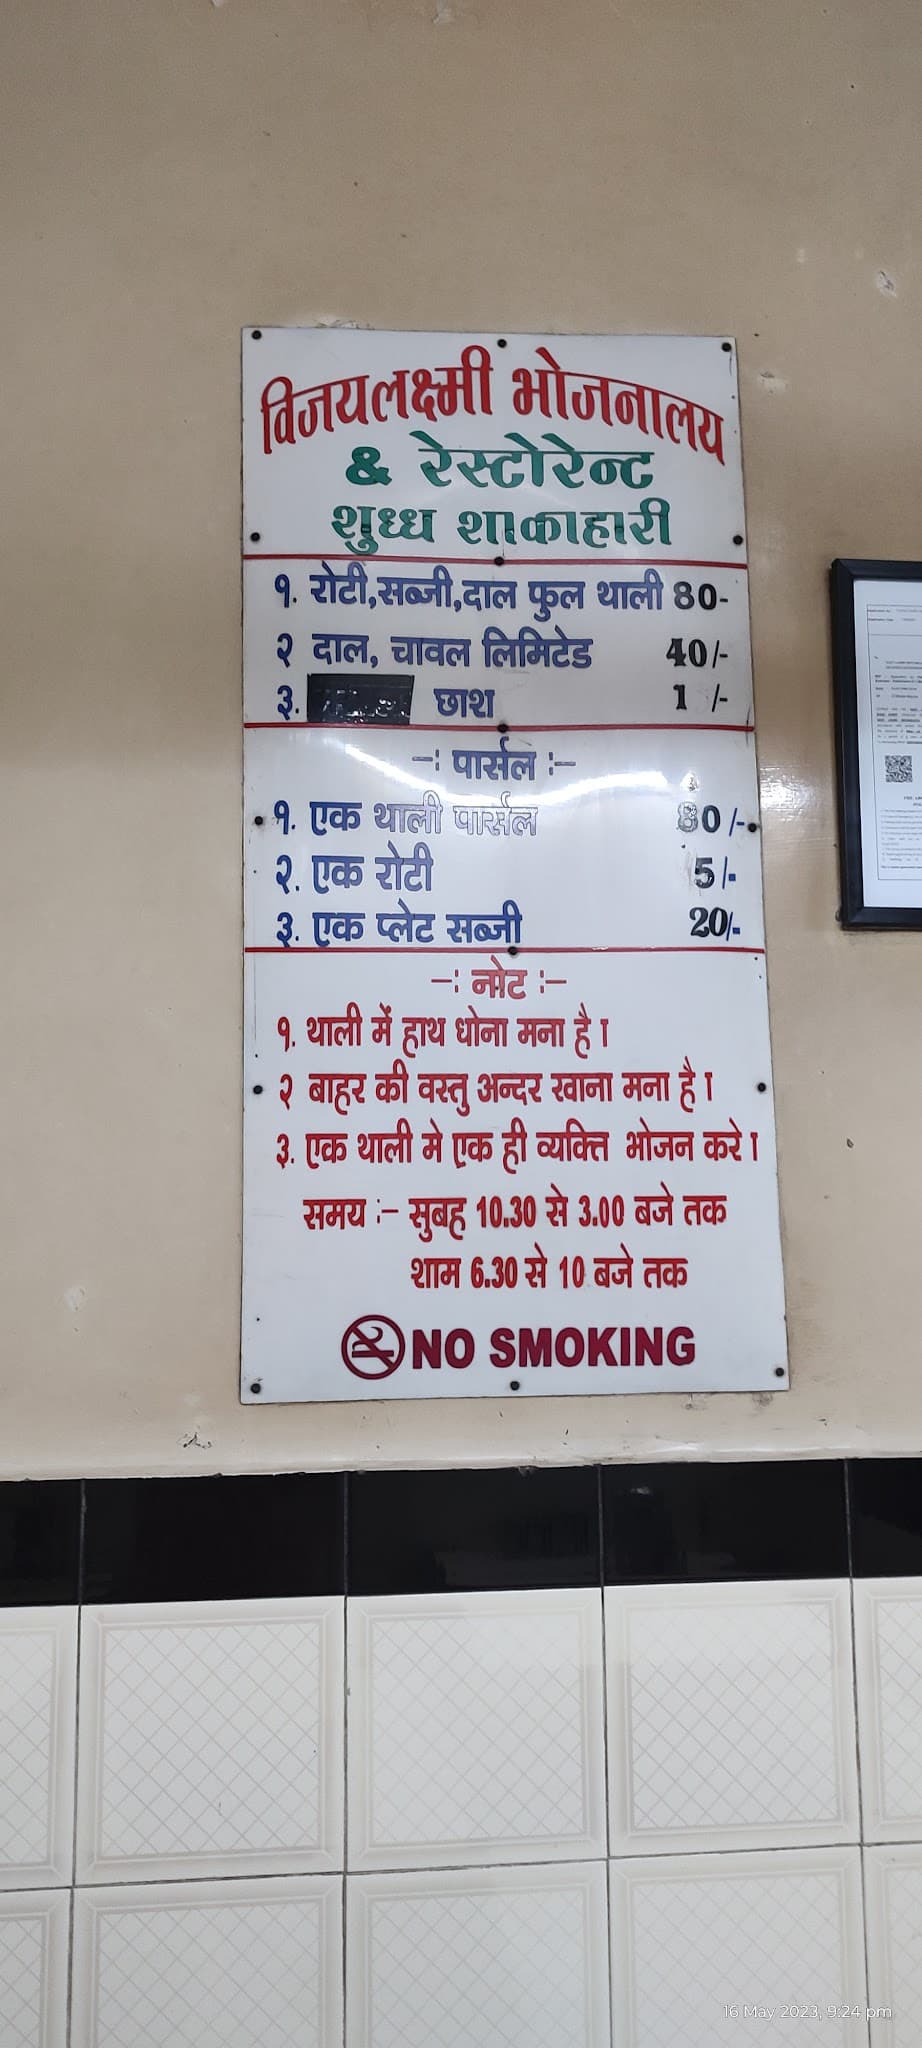 विजयलक्ष्मी भोजनालय
& रेस्टोरेन्ट
शुध्ध शाकाहारी
१. रोटी,सब्जी,दाल फुल थाली 80-
२ दाल, चावल लिमिटेड 40/-
३. छाश 1 /-
-: पार्सल :-
१. एक थाली पार्सल 80/-
२. एक रोटी 5/-
३. एक प्लेट सब्जी 20/-
-: नोट :-
१. थाली में हाथ धोना मना है।
२ बाहर की वस्तु अन्दर खाना मना है।
३. एक थाली मे एक ही व्यक्ति भोजन करे।
समय :- सुबह 10.30 से 3.00 बजे तक
शाम 6.30 से 10 बजे तक
NO SMOKING
16 May 2023, 9:24 pm